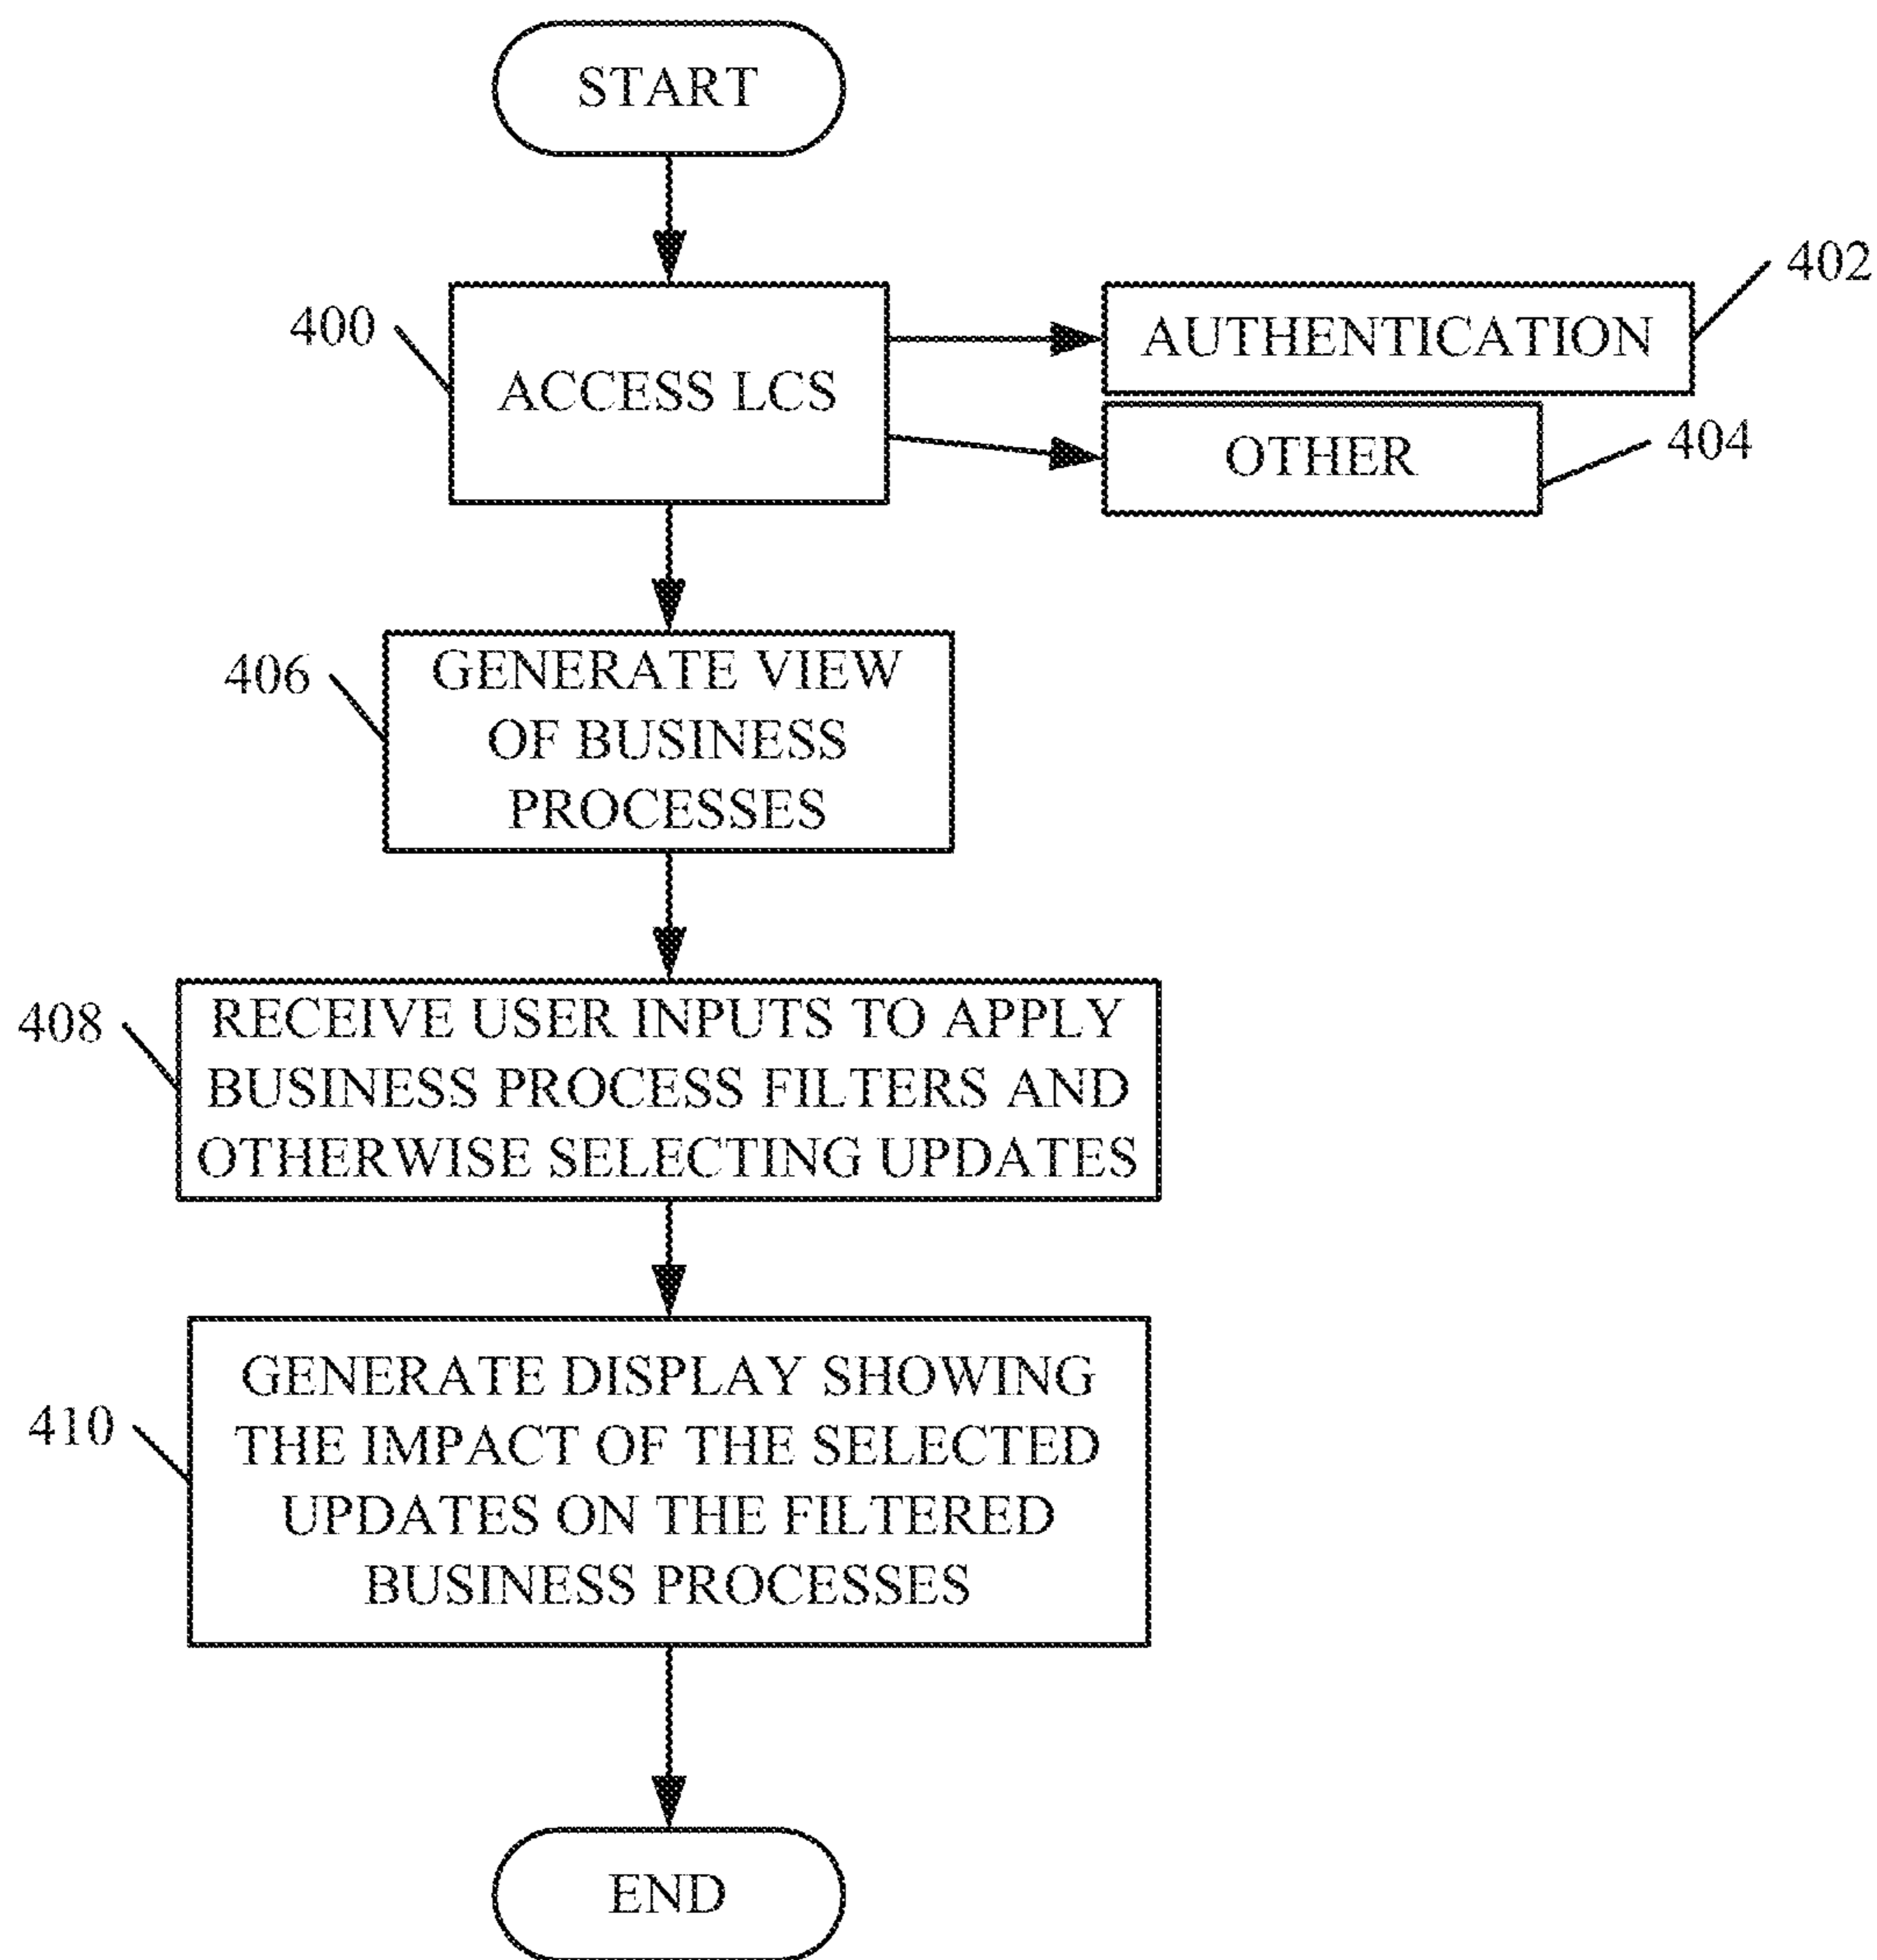 START
400
ACCESS LCS
AUTHENTICATION
402
OTHER
404
406
GENERATE VIEW
OF BUSINESS
PROCESSES
408
RECEIVE USER INPUTS TO APPLY
BUSINESS PROCESS FILTERS AND
OTHERWISE SELECTING UPDATES
410
GENERATE DISPLAY SHOWING
THE IMPACT OF THE SELECTED
UPDATES ON THE FILTERED
BUSINESS PROCESSES
END